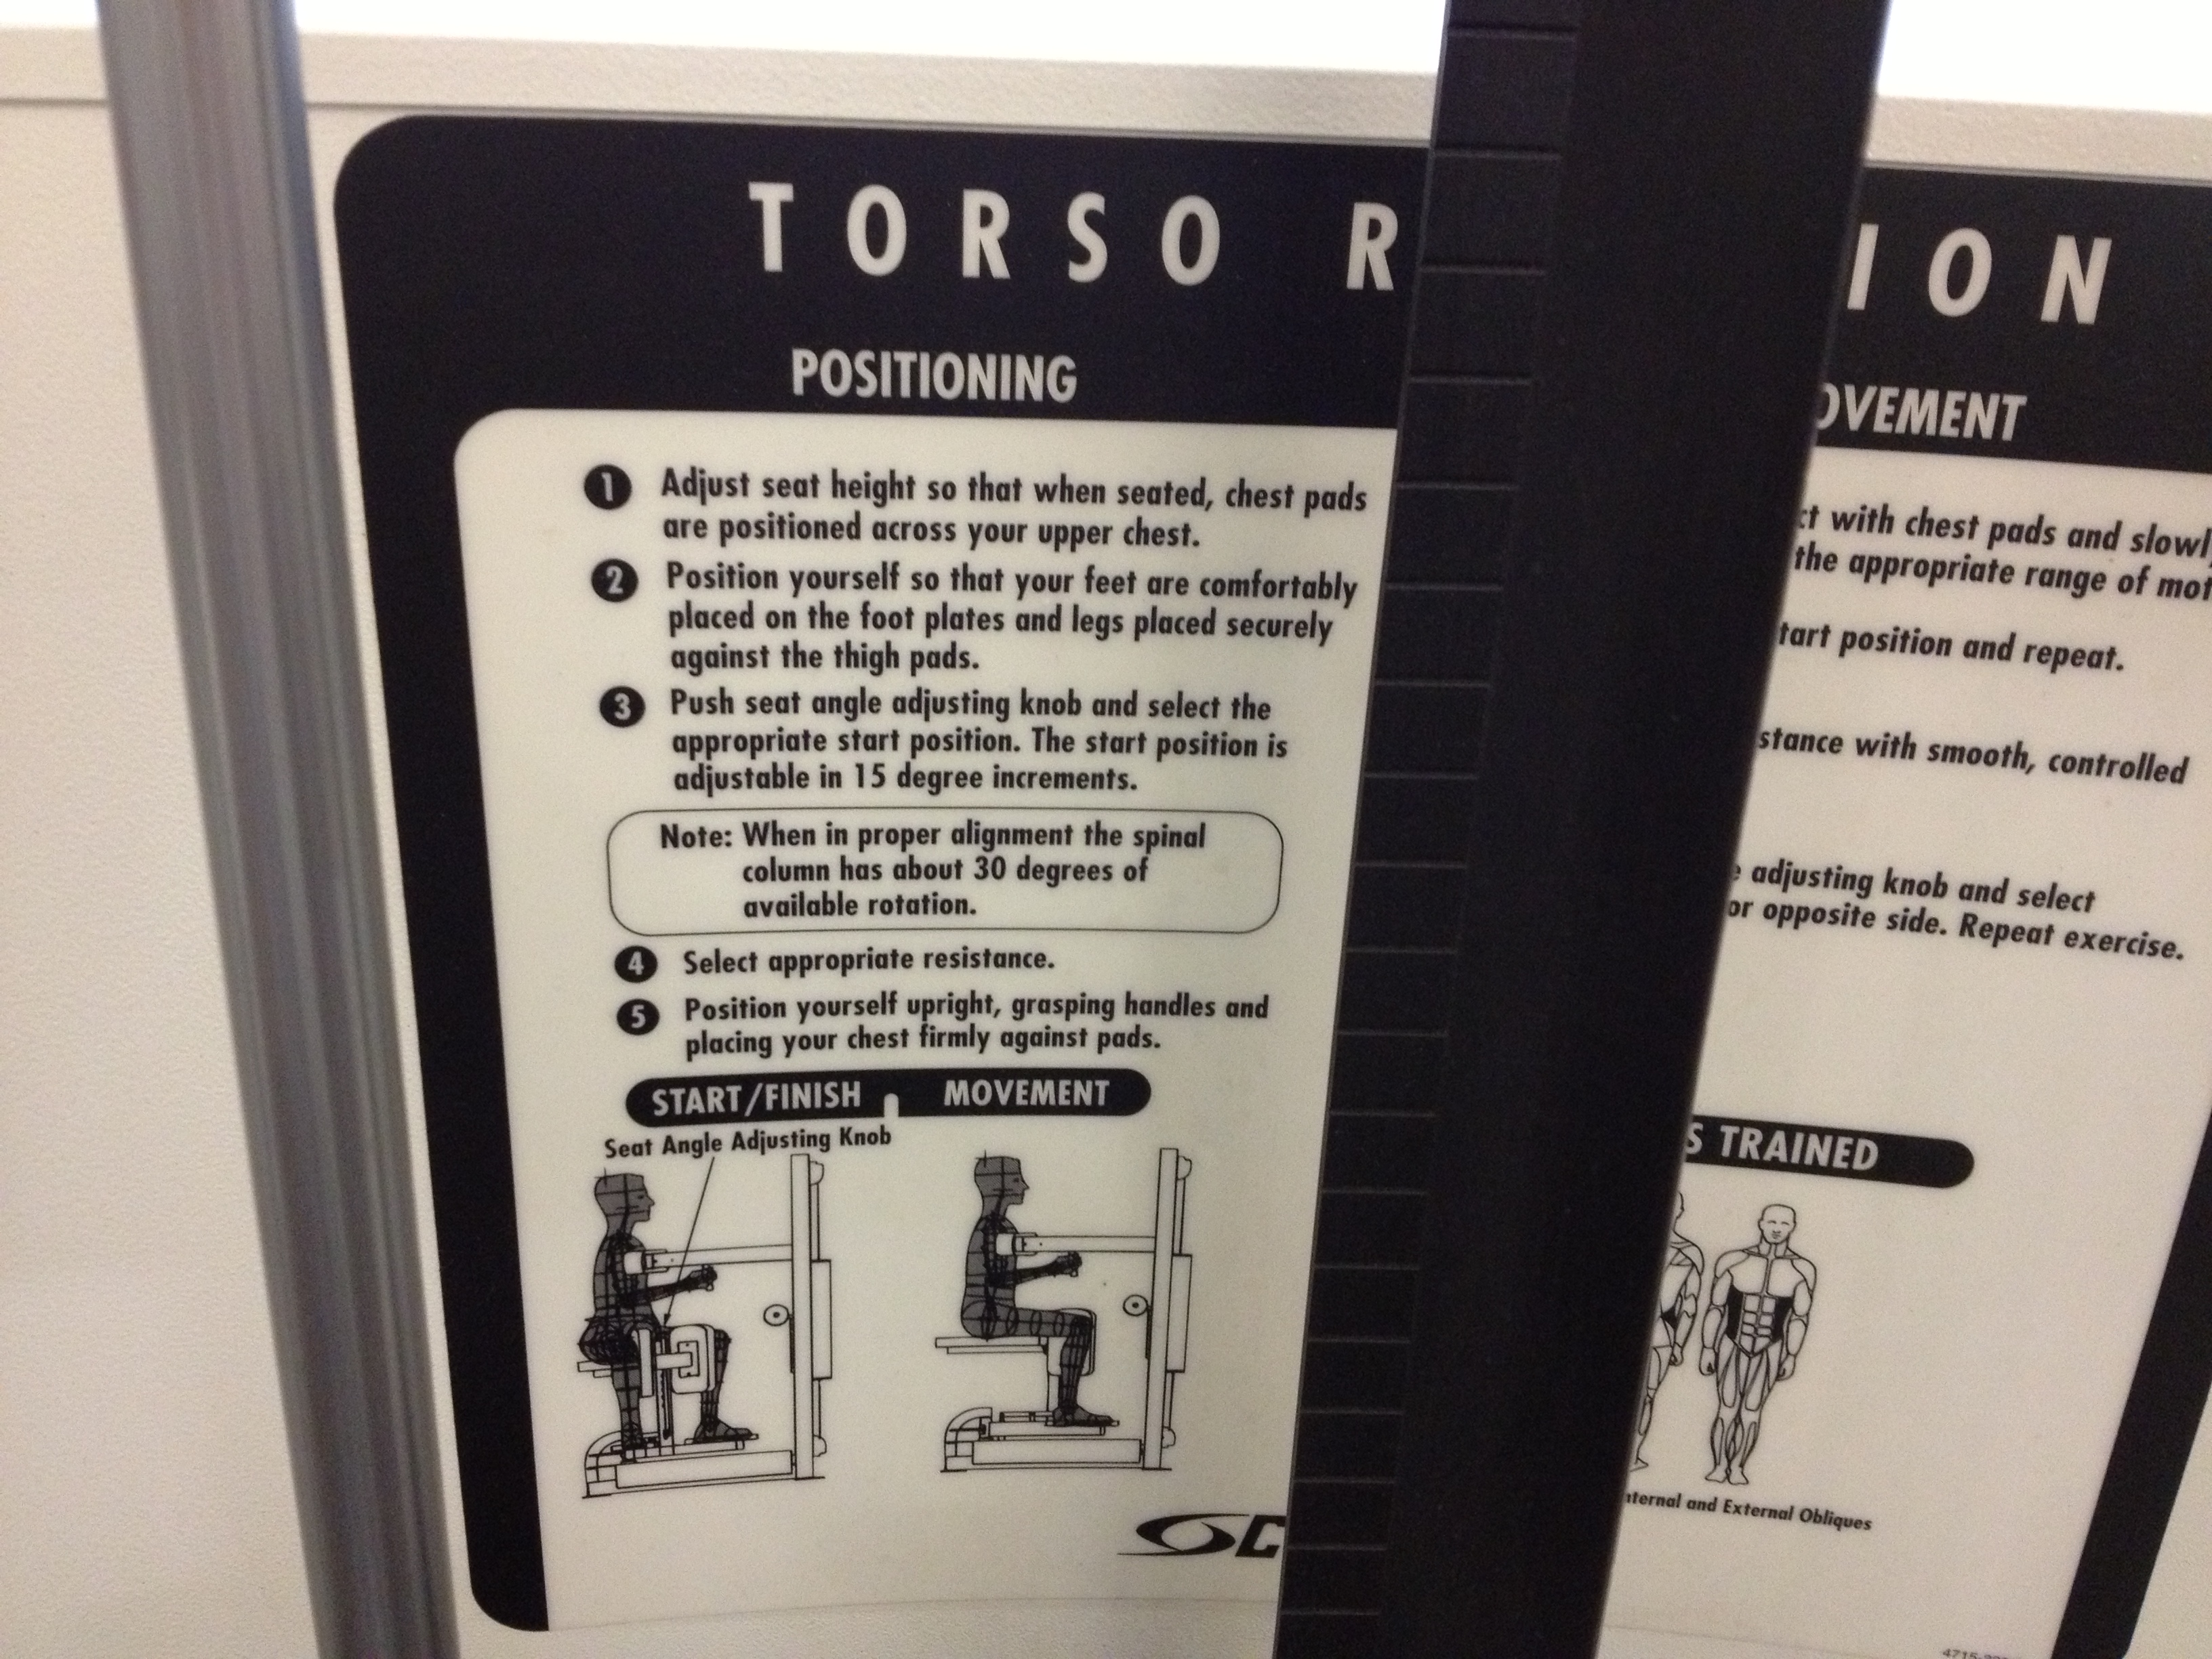 TORSO R
ION
POSITIONING
1 Adjust seat height so that when seated, chest pads
are positioned across your upper chest.
2 Position yourself so that your feet are comfortably
placed on the foot plates and legs placed securely
against the thigh pads.
3 Push seat angle adjusting knob and select the
appropriate start position. The start position is
adjustable in 15 degree increments.
Note: When in proper alignment the spinal
column has about 30 degrees of
available rotation.
4 Select appropriate resistance.
5 Position yourself upright, grasping handles and
placing your chest firmly against pads.
START/FINISH MOVEMENT
Seat Angle Adjusting Knob
OVEMENT
ct with chest pads and slowl
the appropriate range of mot
tart position and repeat.
stance with smooth, controlled
e adjusting knob and select
or opposite side. Repeat exercise.
S TRAINED
nternal and External Obliques
C